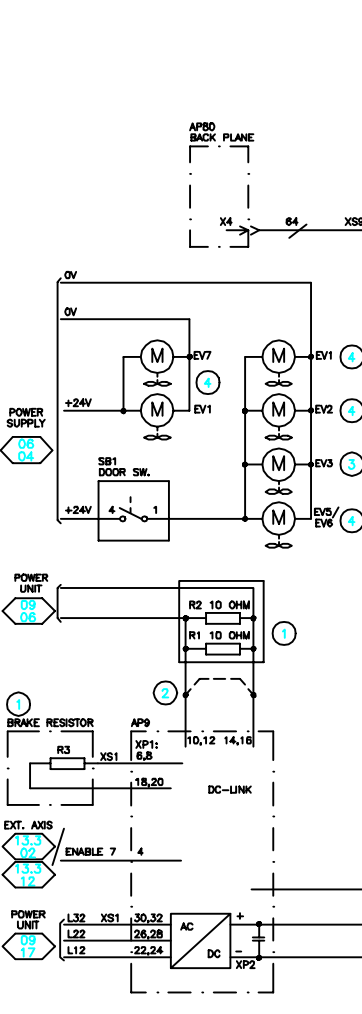 AP80
BACK PLANE
X4
64
XS9
0V
0V
M
EV7
4
M
EV1
4
+24V
M
EV1
M
EV2
4
POWER
SUPPLY
06
04
M
EV3
3
SB1
DOOR SW.
+24V
4
1
M
EV5/
EV6
4
POWER
UNIT
09
06
R2 10 OHM
R1 10 OHM
1
2
1
BRAKE RESISTOR
AP9
10,12 14,16
XP1:
6,8
R3
XS1
18,20
DC-LINK
EXT. AXIS
13.3
02
13.3
12
ENABLE 7
4
POWER
UNIT
09
17
L32 XS1 30,32
L22 26,28
L12 22,24
AC
DC
+
-
XP2